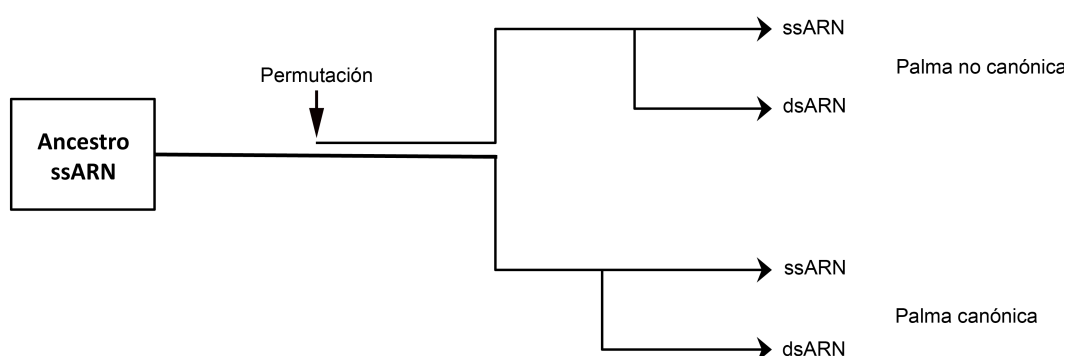 ssARN
Palma no canónica
Permutación
dsARN
Ancestro
ssARN
ssARN
Palma canónica
dsARN